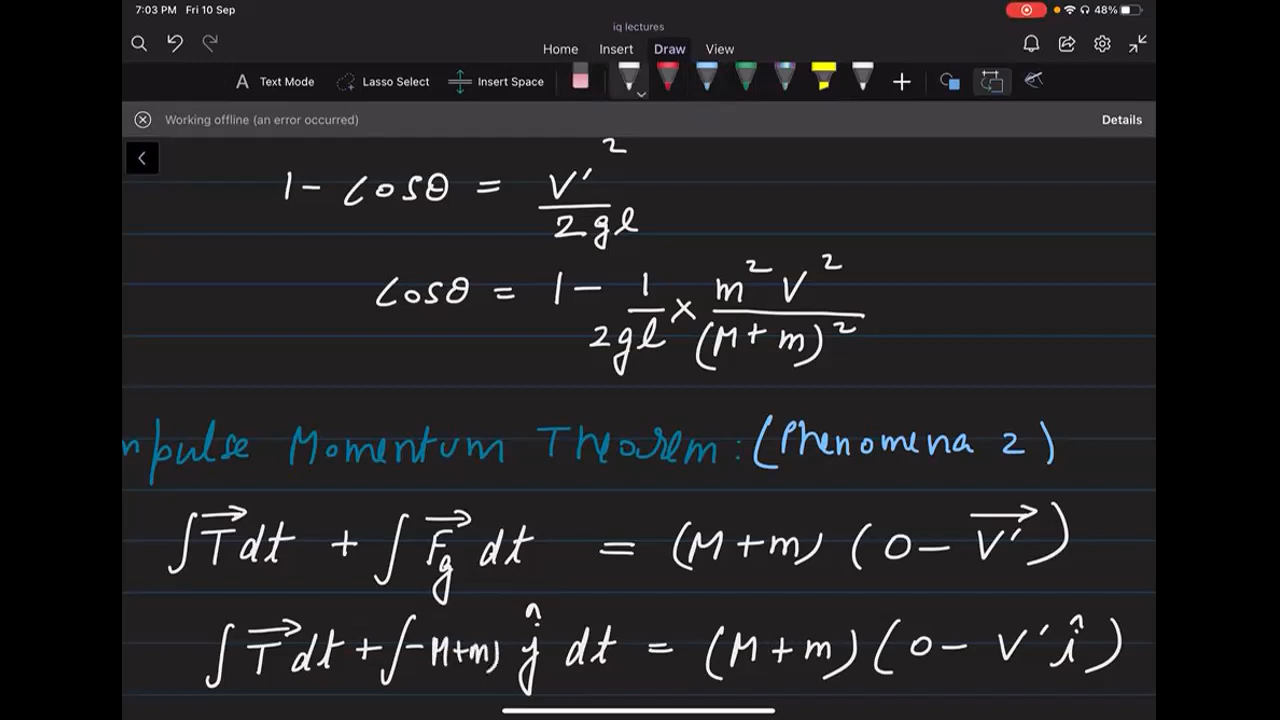 7:03 PM Fri 10 Sep 48%
iq lectures
Home Insert Draw View
Text Mode Lasso Select Insert Space
Working offline (an error occurred) Details
1 - cosθ = v'² / 2gl
cosθ = 1 - 1/2gl × m²v² / (M+m)²
mpulse Momentum Theorem: (Phenomena 2)
∫T⃗dt + ∫F⃗g dt = (M+m) (0 - v⃗')
∫T⃗dt + ∫-M+m) ĵ dt = (M+m) (0 - v'î)